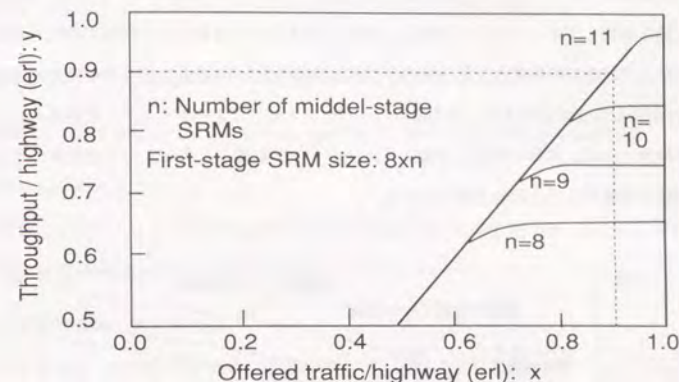 1.0
0.9
0.8
0.7
0.6
0.5
Throughput / highway (erl): y
n: Number of middel-stage
SRMs
First-stage SRM size: 8xn
n=11
n=
10
n=9
n=8
0.0
0.2
0.4
0.6
0.8
1.0
Offered traffic/highway (erl): x